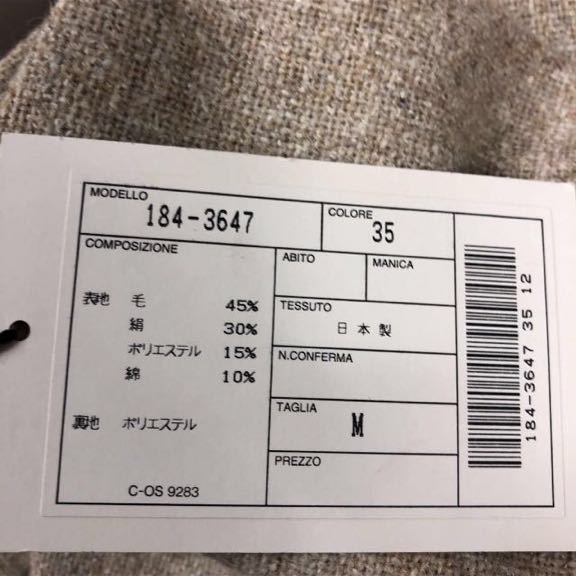 MODELLO
184-3647
COLORE
35
COMPOSIZIONE
表地 毛 45%
絹 30%
ポリエステル 15%
綿 10%
裏地 ポリエステル
C-OS 9283
ABITO
MANICA
TESSUTO
日本製
N.CONFERMA
TAGLIA
M
PREZZO
184-3647 35 12